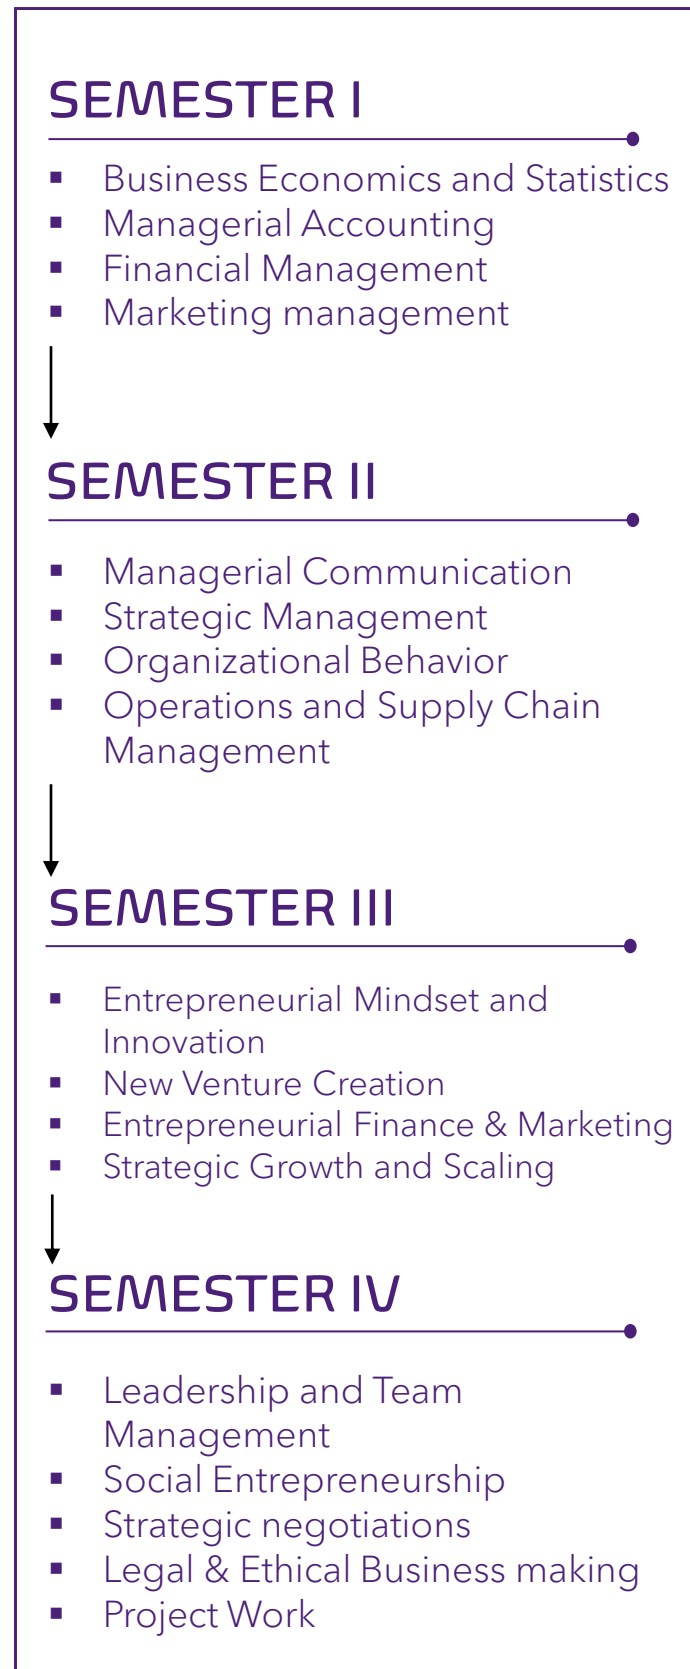 SEMESTER I
▪ Business Economics and Statistics
▪ Managerial Accounting
▪ Financial Management
▪ Marketing management
SEMESTER II
▪ Managerial Communication
▪ Strategic Management
▪ Organizational Behavior
▪ Operations and Supply Chain
Management
SEMESTER III
▪ Entrepreneurial Mindset and
Innovation
▪ New Venture Creation
▪ Entrepreneurial Finance & Marketing
▪ Strategic Growth and Scaling
SEMESTER IV
▪ Leadership and Team
Management
▪ Social Entrepreneurship
▪ Strategic negotiations
▪ Legal & Ethical Business making
▪ Project Work